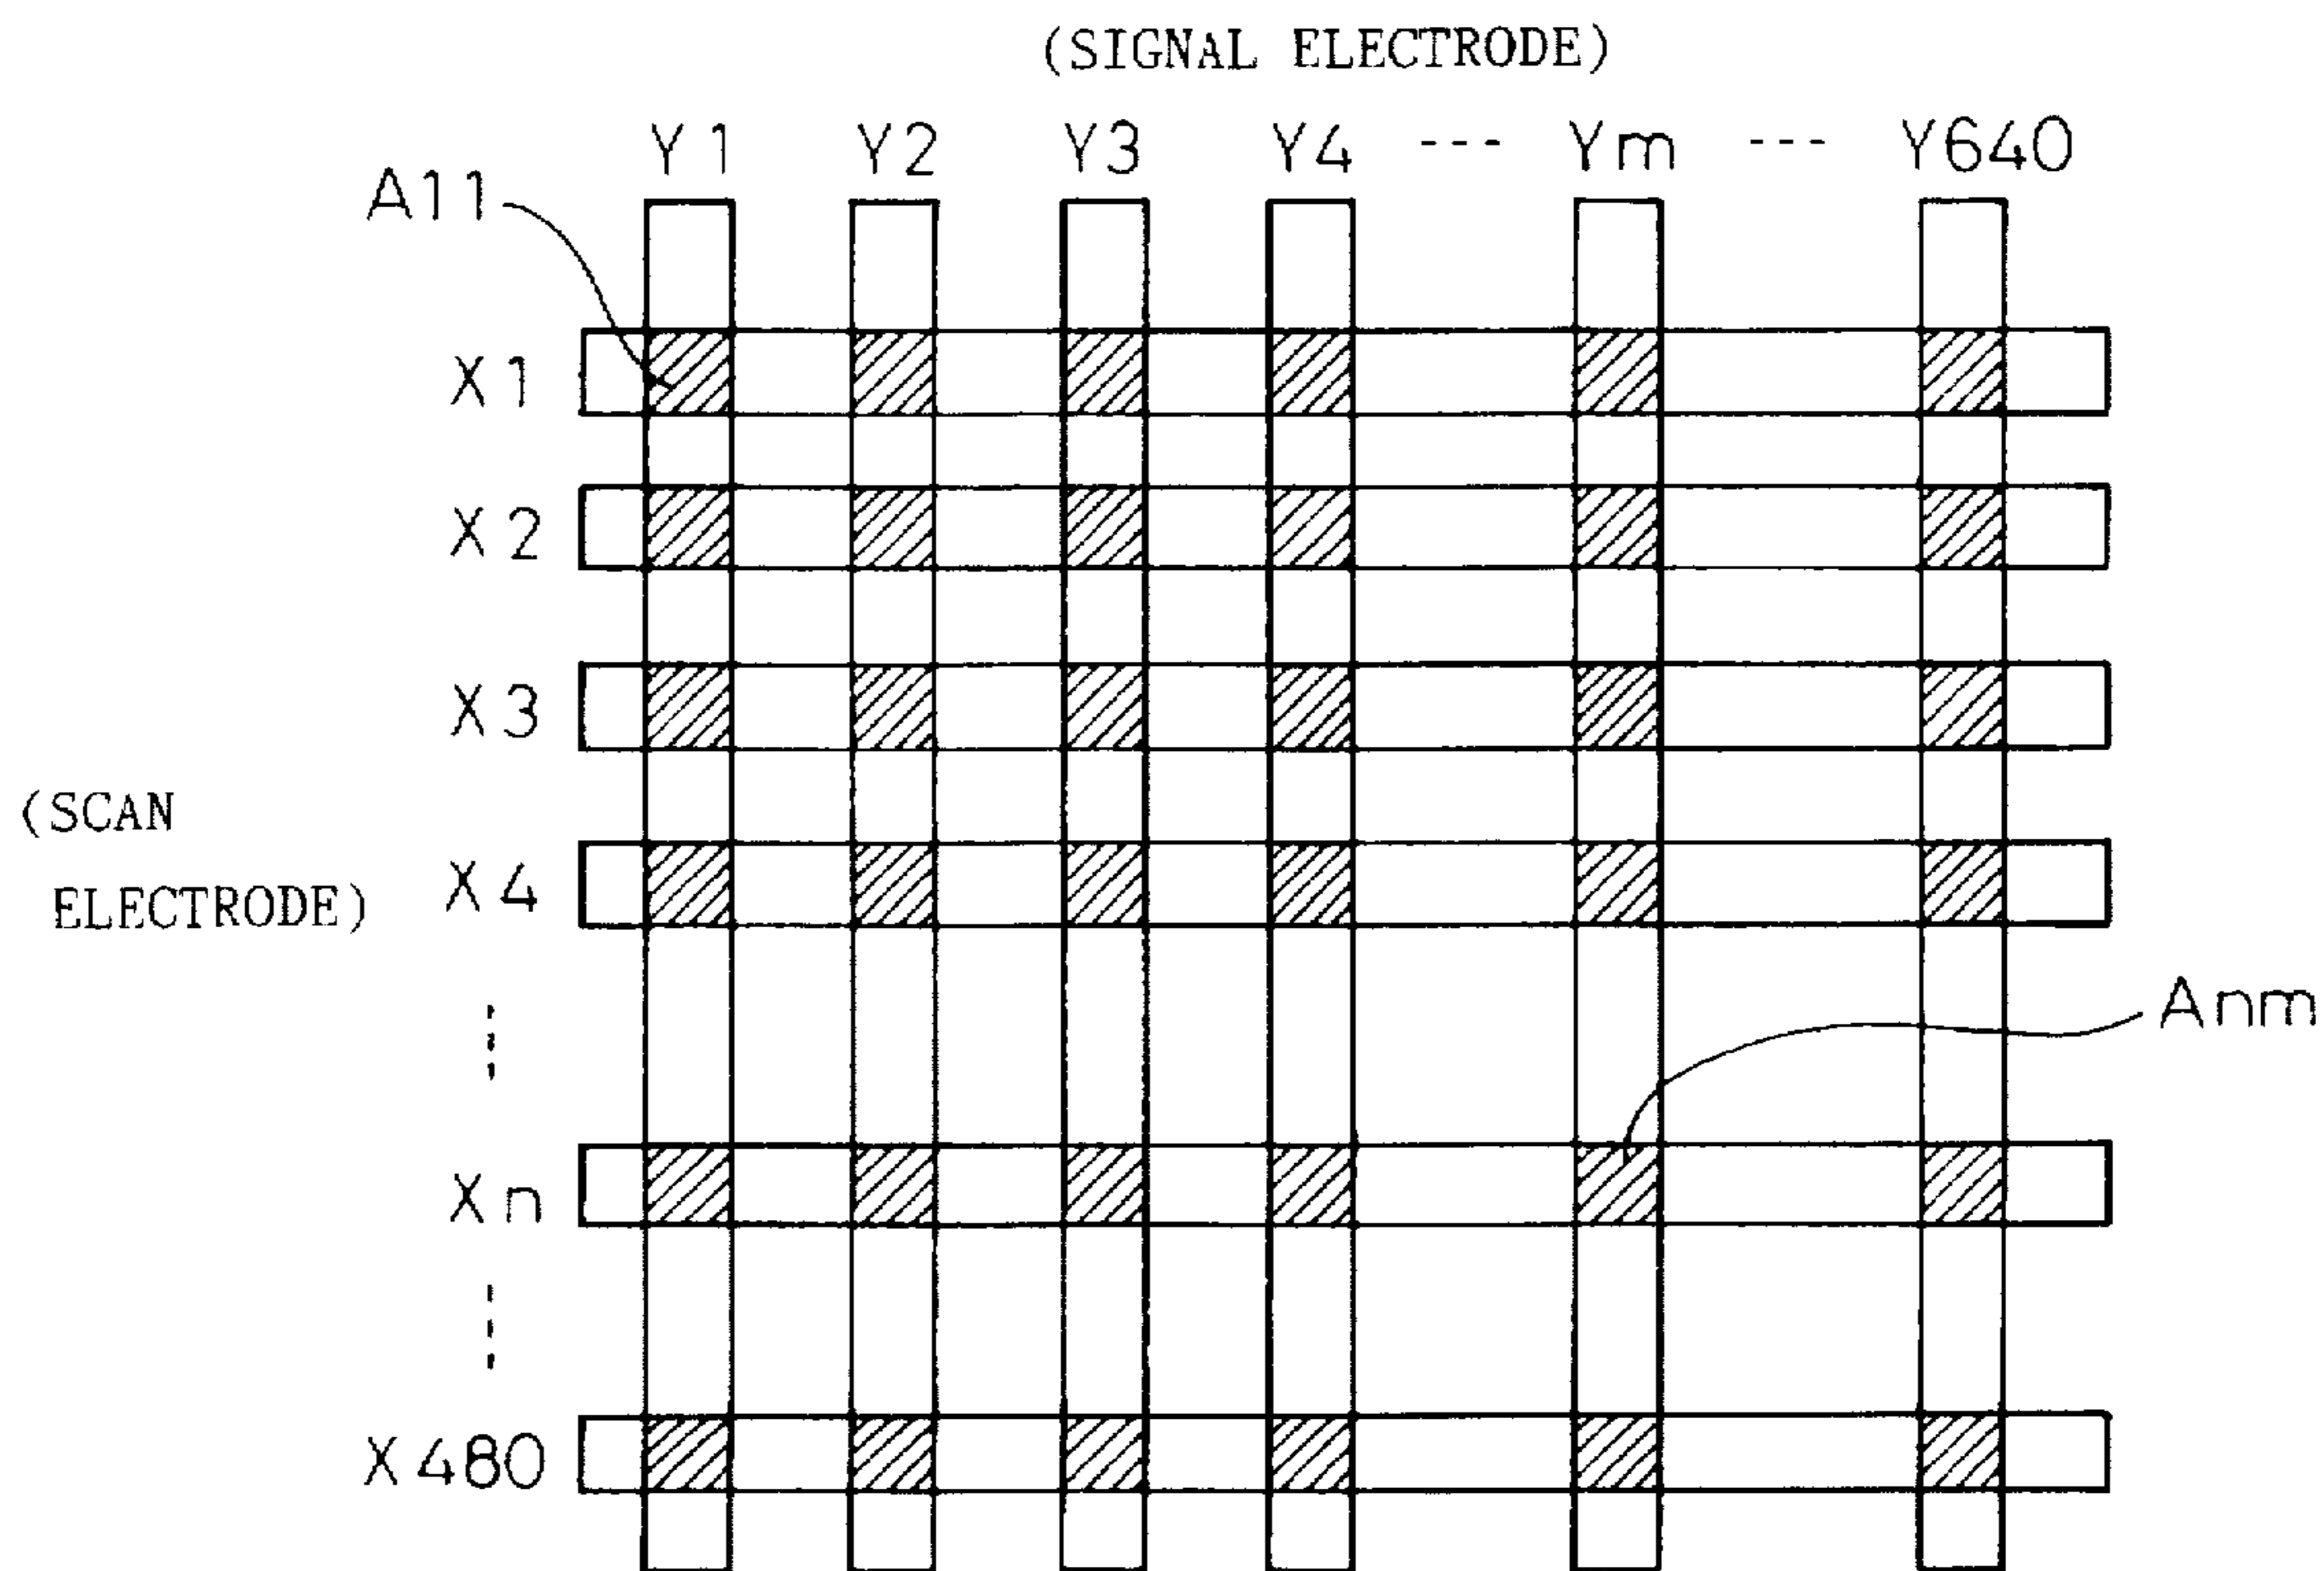 (SIGNAL ELECTRODE)
Y1 Y2 Y3 Y4 --- Ym --- Y640
A11
X1
X2
X3
(SCAN
ELECTRODE)
X4
Anm
Xn
X480